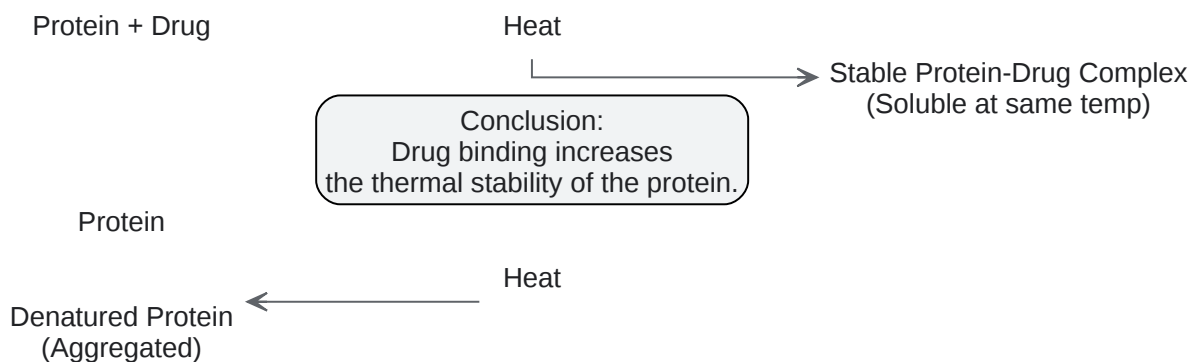 Protein + Drug
Heat
Stable Protein-Drug Complex
(Soluble at same temp)
Conclusion:
Drug binding increases
the thermal stability of the protein.
Protein
Heat
Denatured Protein
(Aggregated)